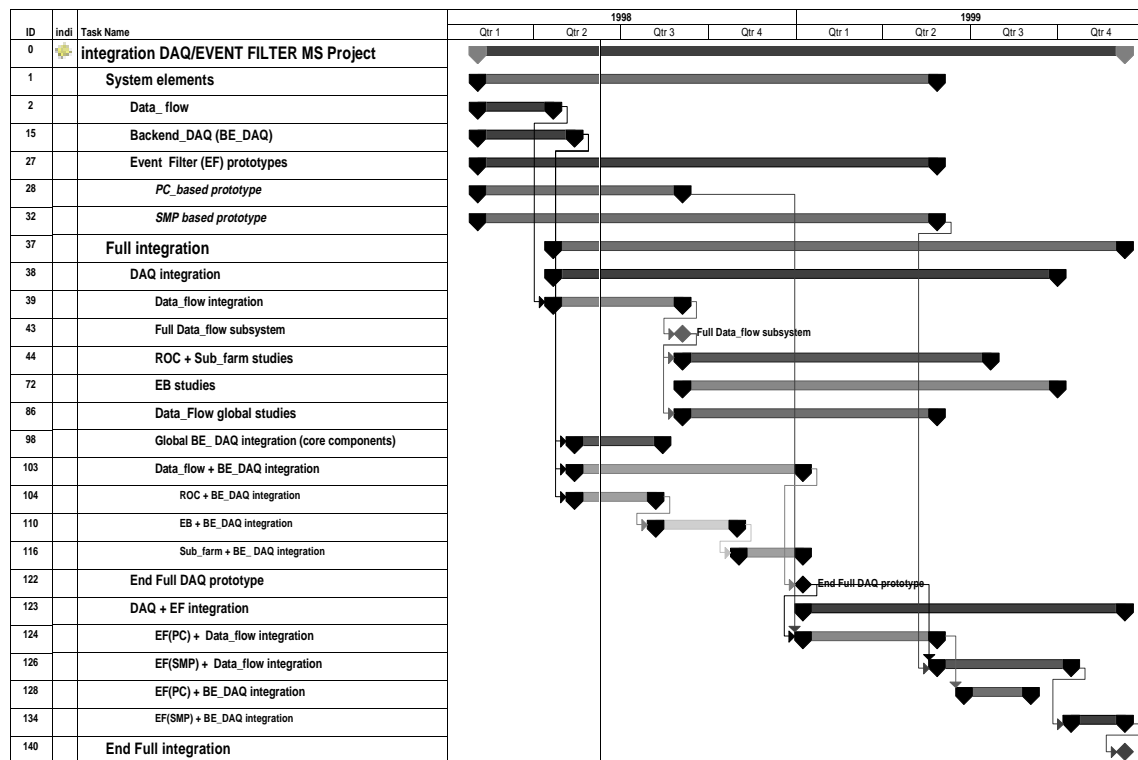 1998 1999
ID indi Task Name Qtr 1 Qtr 2 Qtr 3 Qtr 4 Qtr 1 Qtr 2 Qtr 3 Qtr 4
0 integration DAQ/EVENT FILTER MS Project
1 System elements
2 Data_ flow
15 Backend_DAQ (BE_DAQ)
27 Event Filter (EF) prototypes
28 PC_based prototype
32 SMP based prototype
37 Full integration
38 DAQ integration
39 Data_flow integration
43 Full Data_flow subsystem Full Data_flow subsystem
44 ROC + Sub_farm studies
72 EB studies
86 Data_Flow global studies
98 Global BE_ DAQ integration (core components)
103 Data_flow + BE_DAQ integration
104 ROC + BE_DAQ integration
110 EB + BE_DAQ integration
116 Sub_farm + BE_ DAQ integration
122 End Full DAQ prototype End Full DAQ prototype
123 DAQ + EF integration
124 EF(PC) + Data_flow integration
126 EF(SMP) + Data_flow integration
128 EF(PC) + BE_DAQ integration
134 EF(SMP) + BE_DAQ integration
140 End Full integration